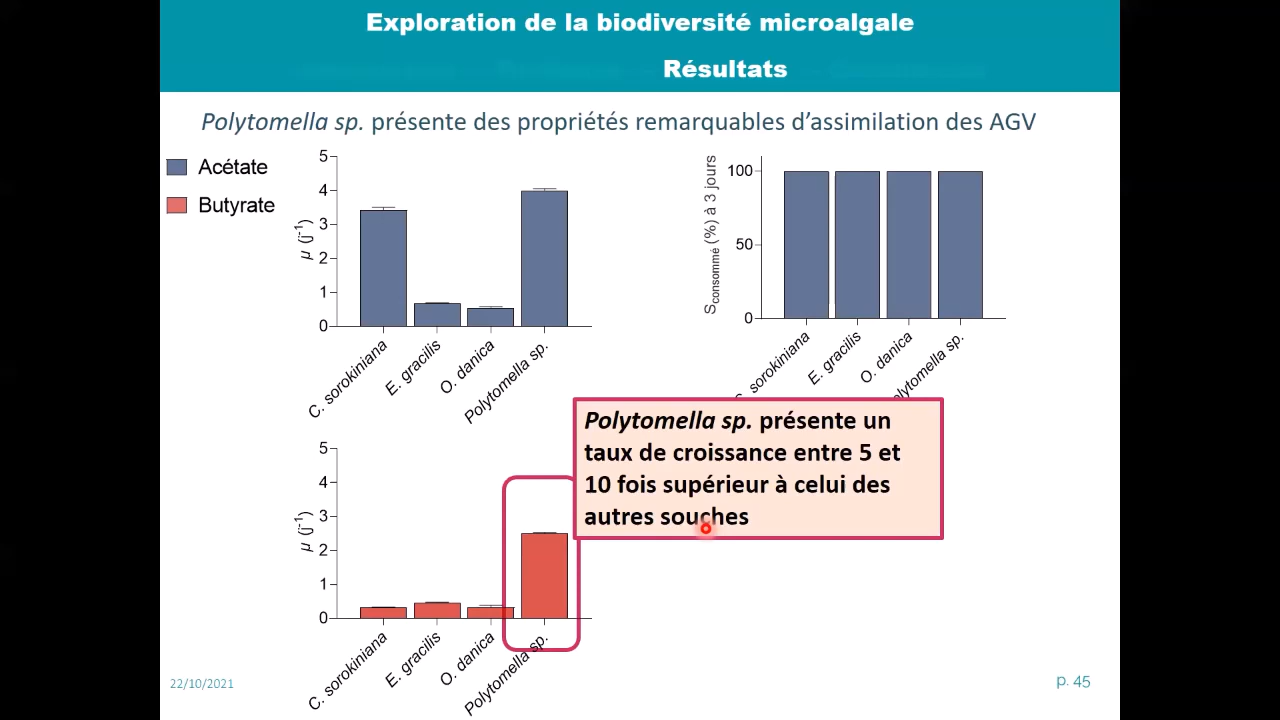 Exploration de la biodiversité microalgale
Résultats
Polytomella sp. présente des propriétés remarquables d’assimilation des AGV
Acétate
Butyrate
5
4
3
2
1
0
µ (j-1)
C. sorokiniana
E. gracilis
O. danica
Polytomella sp.
100
50
0
Sconsommé (%) à 3 jours
sorokiniana
E. gracilis
O. danica
sp.
Polytomella sp. présente un
taux de croissance entre 5 et
10 fois supérieur à celui des
autres souches
5
4
3
2
1
0
µ (j-1)
C. sorokiniana
E. gracilis
O. danica
Polytomella sp.
22/10/2021
p. 45